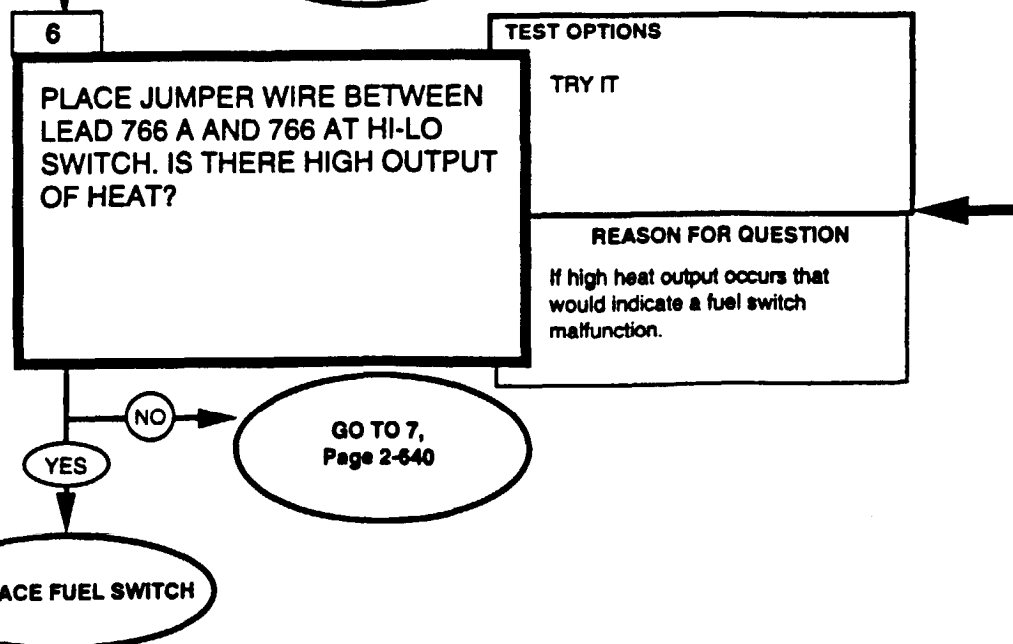 6
PLACE JUMPER WIRE BETWEEN
LEAD 766 A AND 766 AT HI-LO
SWITCH. IS THERE HIGH OUTPUT
OF HEAT?
TEST OPTIONS
TRY IT
REASON FOR QUESTION
If high heat output occurs that
would indicate a fuel switch
malfunction.
NO
GO TO 7,
Page 2-640
YES
ACE FUEL SWITCH